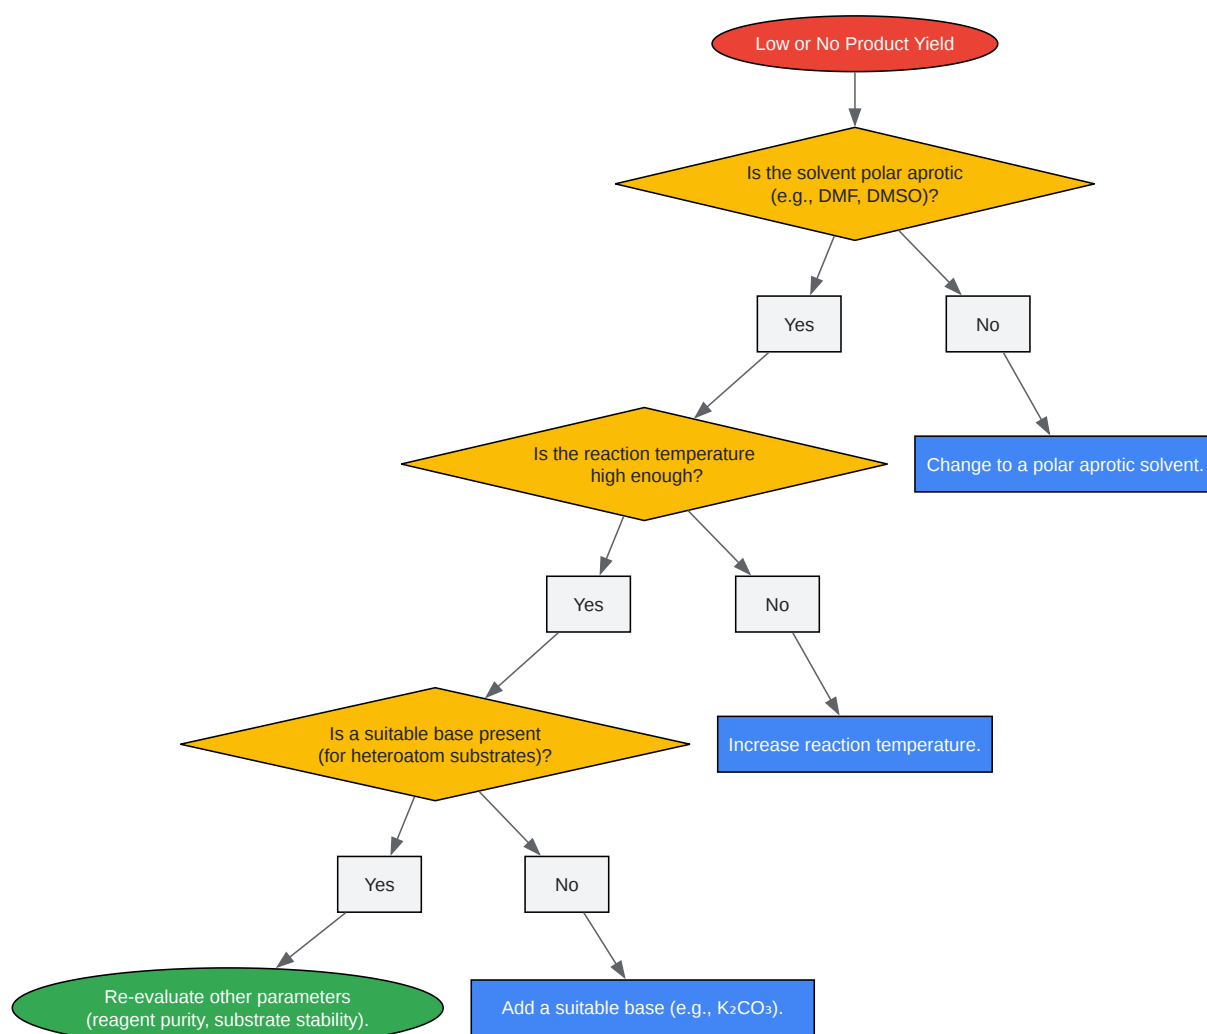 Low or No Product Yield
Is the solvent polar aprotic
(e.g., DMF, DMSO)?
Yes
No
Is the reaction temperature
high enough?
Change to a polar aprotic solvent.
Yes
No
Is a suitable base present
(for heteroatom substrates)?
Increase reaction temperature.
Yes
No
Re-evaluate other parameters
(reagent purity, substrate stability).
Add a suitable base (e.g., K₂CO₃).